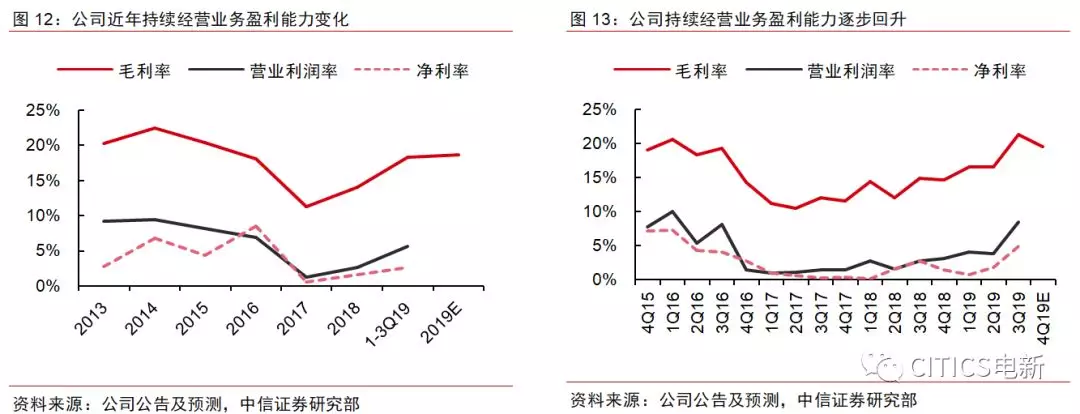 图 12：公司近年持续经营业务盈利能力变化
毛利率 营业利润率 净利率
25%
20%
15%
10%
5%
0%
2013 2014 2015 2016 2017 2018 1-3Q19 2019E
资料来源：公司公告及预测，中信证券研究部
图 13：公司持续经营业务盈利能力逐步回升
毛利率 营业利润率 净利率
25%
20%
15%
10%
5%
0%
4Q15 1Q16 2Q16 3Q16 4Q16 1Q17 2Q17 3Q17 4Q17 1Q18 2Q18 3Q18 4Q18 1Q19 2Q19 3Q19 4Q19E
CITICS电新
资料来源：公司公告及预测，中信证券研究部